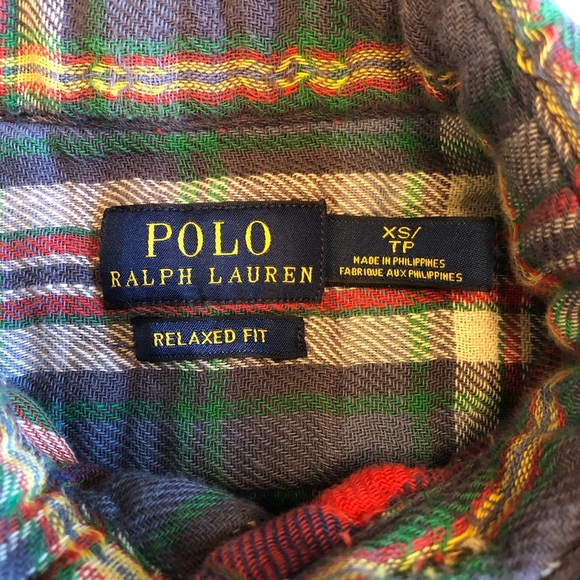 POLO
RALPH LAUREN
XS/
TP
MADE IN PHILIPPINES
FABRIQUE AUX PHILIPPINES
RELAXED FIT